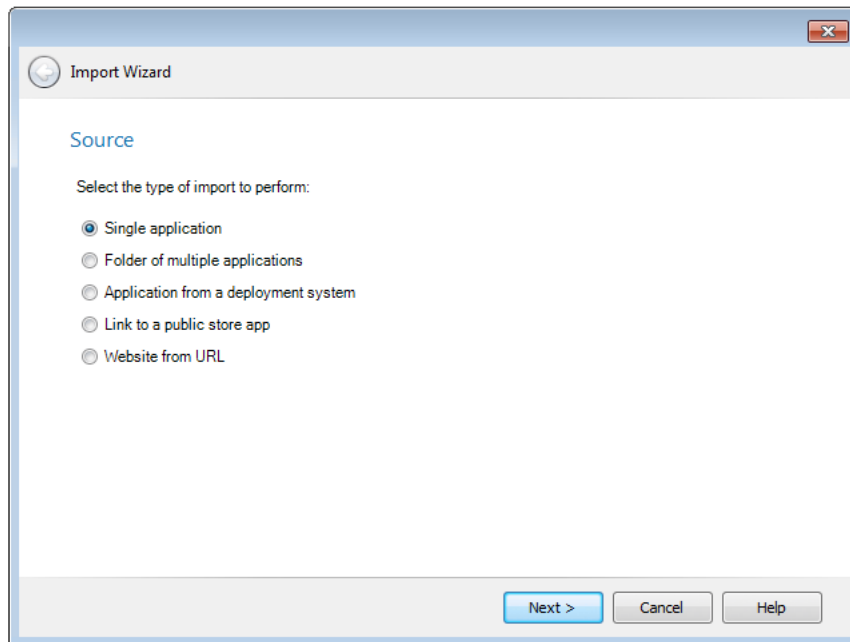 Import Wizard
Source
Select the type of import to perform:
Single application
Folder of multiple applications
Application from a deployment system
Link to a public store app
Website from URL
Next >
Cancel
Help